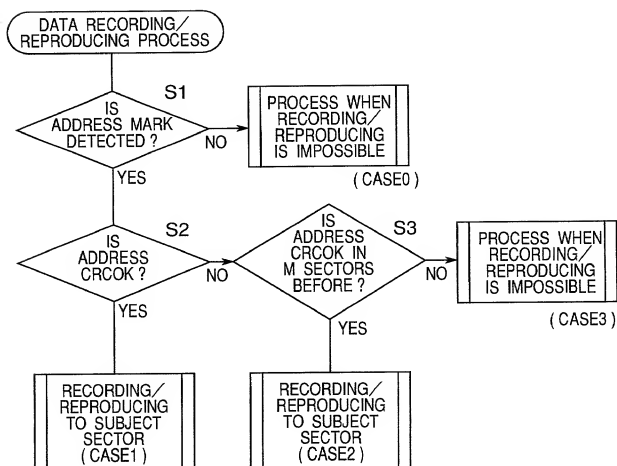 DATA RECORDING/
REPRODUCING PROCESS
S1
IS
ADDRESS MARK
DETECTED?
NO
YES
PROCESS WHEN
RECORDING/
REPRODUCING
IS IMPOSSIBLE
(CASE0)
S2
IS
ADDRESS
CRCOK?
NO
YES
S3
IS
ADDRESS
CRCOK IN
M SECTORS
BEFORE?
NO
YES
PROCESS WHEN
RECORDING/
REPRODUCING
IS IMPOSSIBLE
(CASE3)
RECORDING/
REPRODUCING
TO SUBJECT
SECTOR
(CASE1)
RECORDING/
REPRODUCING
TO SUBJECT
SECTOR
(CASE2)